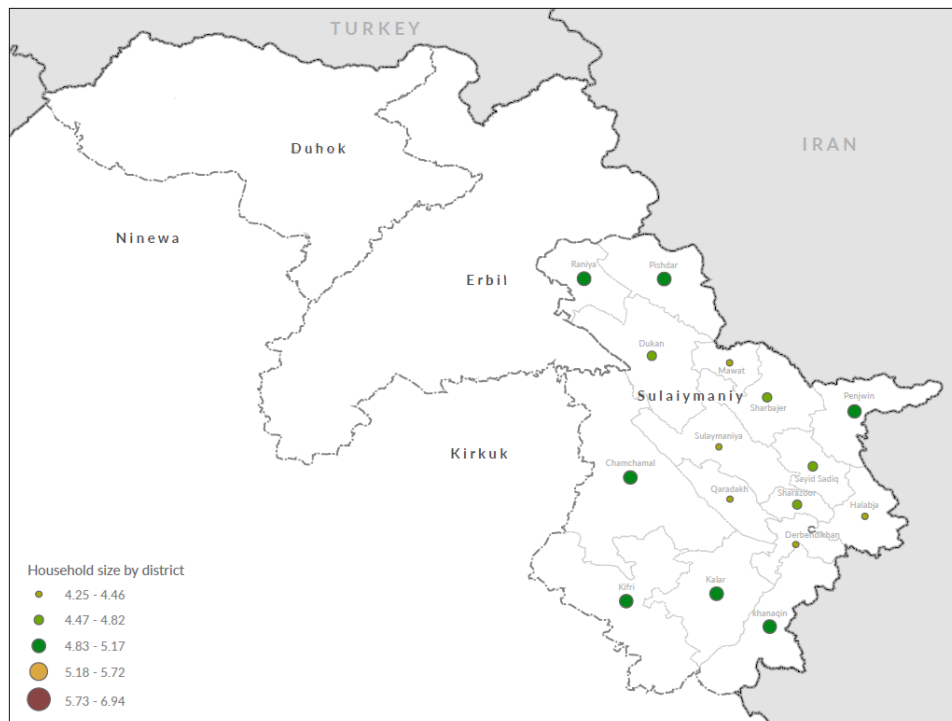 TURKEY
IRAN
Duhok
Ninewa
Erbil
Raniya
Pishdar
Dukan
Mawat
Sulaiymaniy
Sharbajer
Penjwin
Sulaymaniya
Kirkuk
Chamchamal
Sayid Sadiq
Qaradakh
Sharazoor
Halabja
Derbendikhan
Kifri
Kalar
khanaqin
Household size by district
4.25 - 4.46
4.47 - 4.82
4.83 - 5.17
5.18 - 5.72
5.73 - 6.94